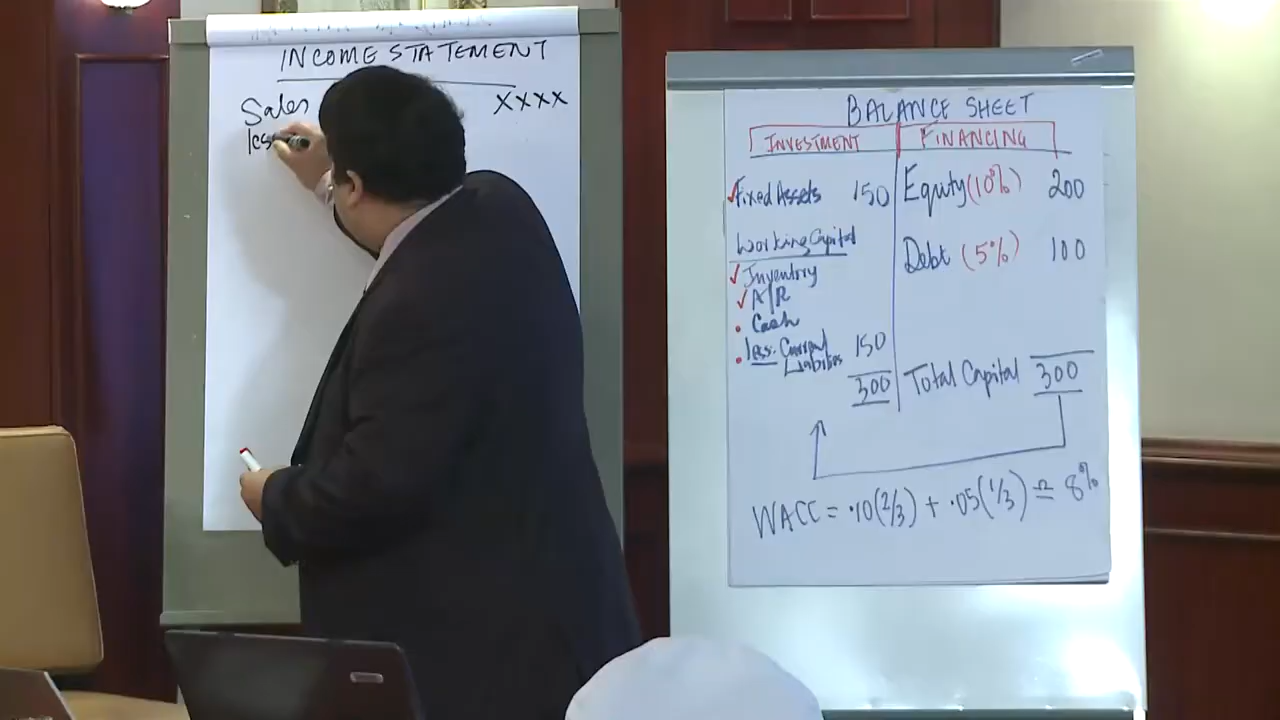 INCOME STATEMENT
Sales XXXX
les
BALANCE SHEET
INVESTMENT FINANCING
✓Fixed Assets 150 Equity (10%) 200
Working Capital Debt (5%) 100
✓Inventory
✓A/R
• Cash
• less: Current Liabilities 150
300 Total Capital 300
WACC = .10(2/3) + .05(1/3) ≏ 8%